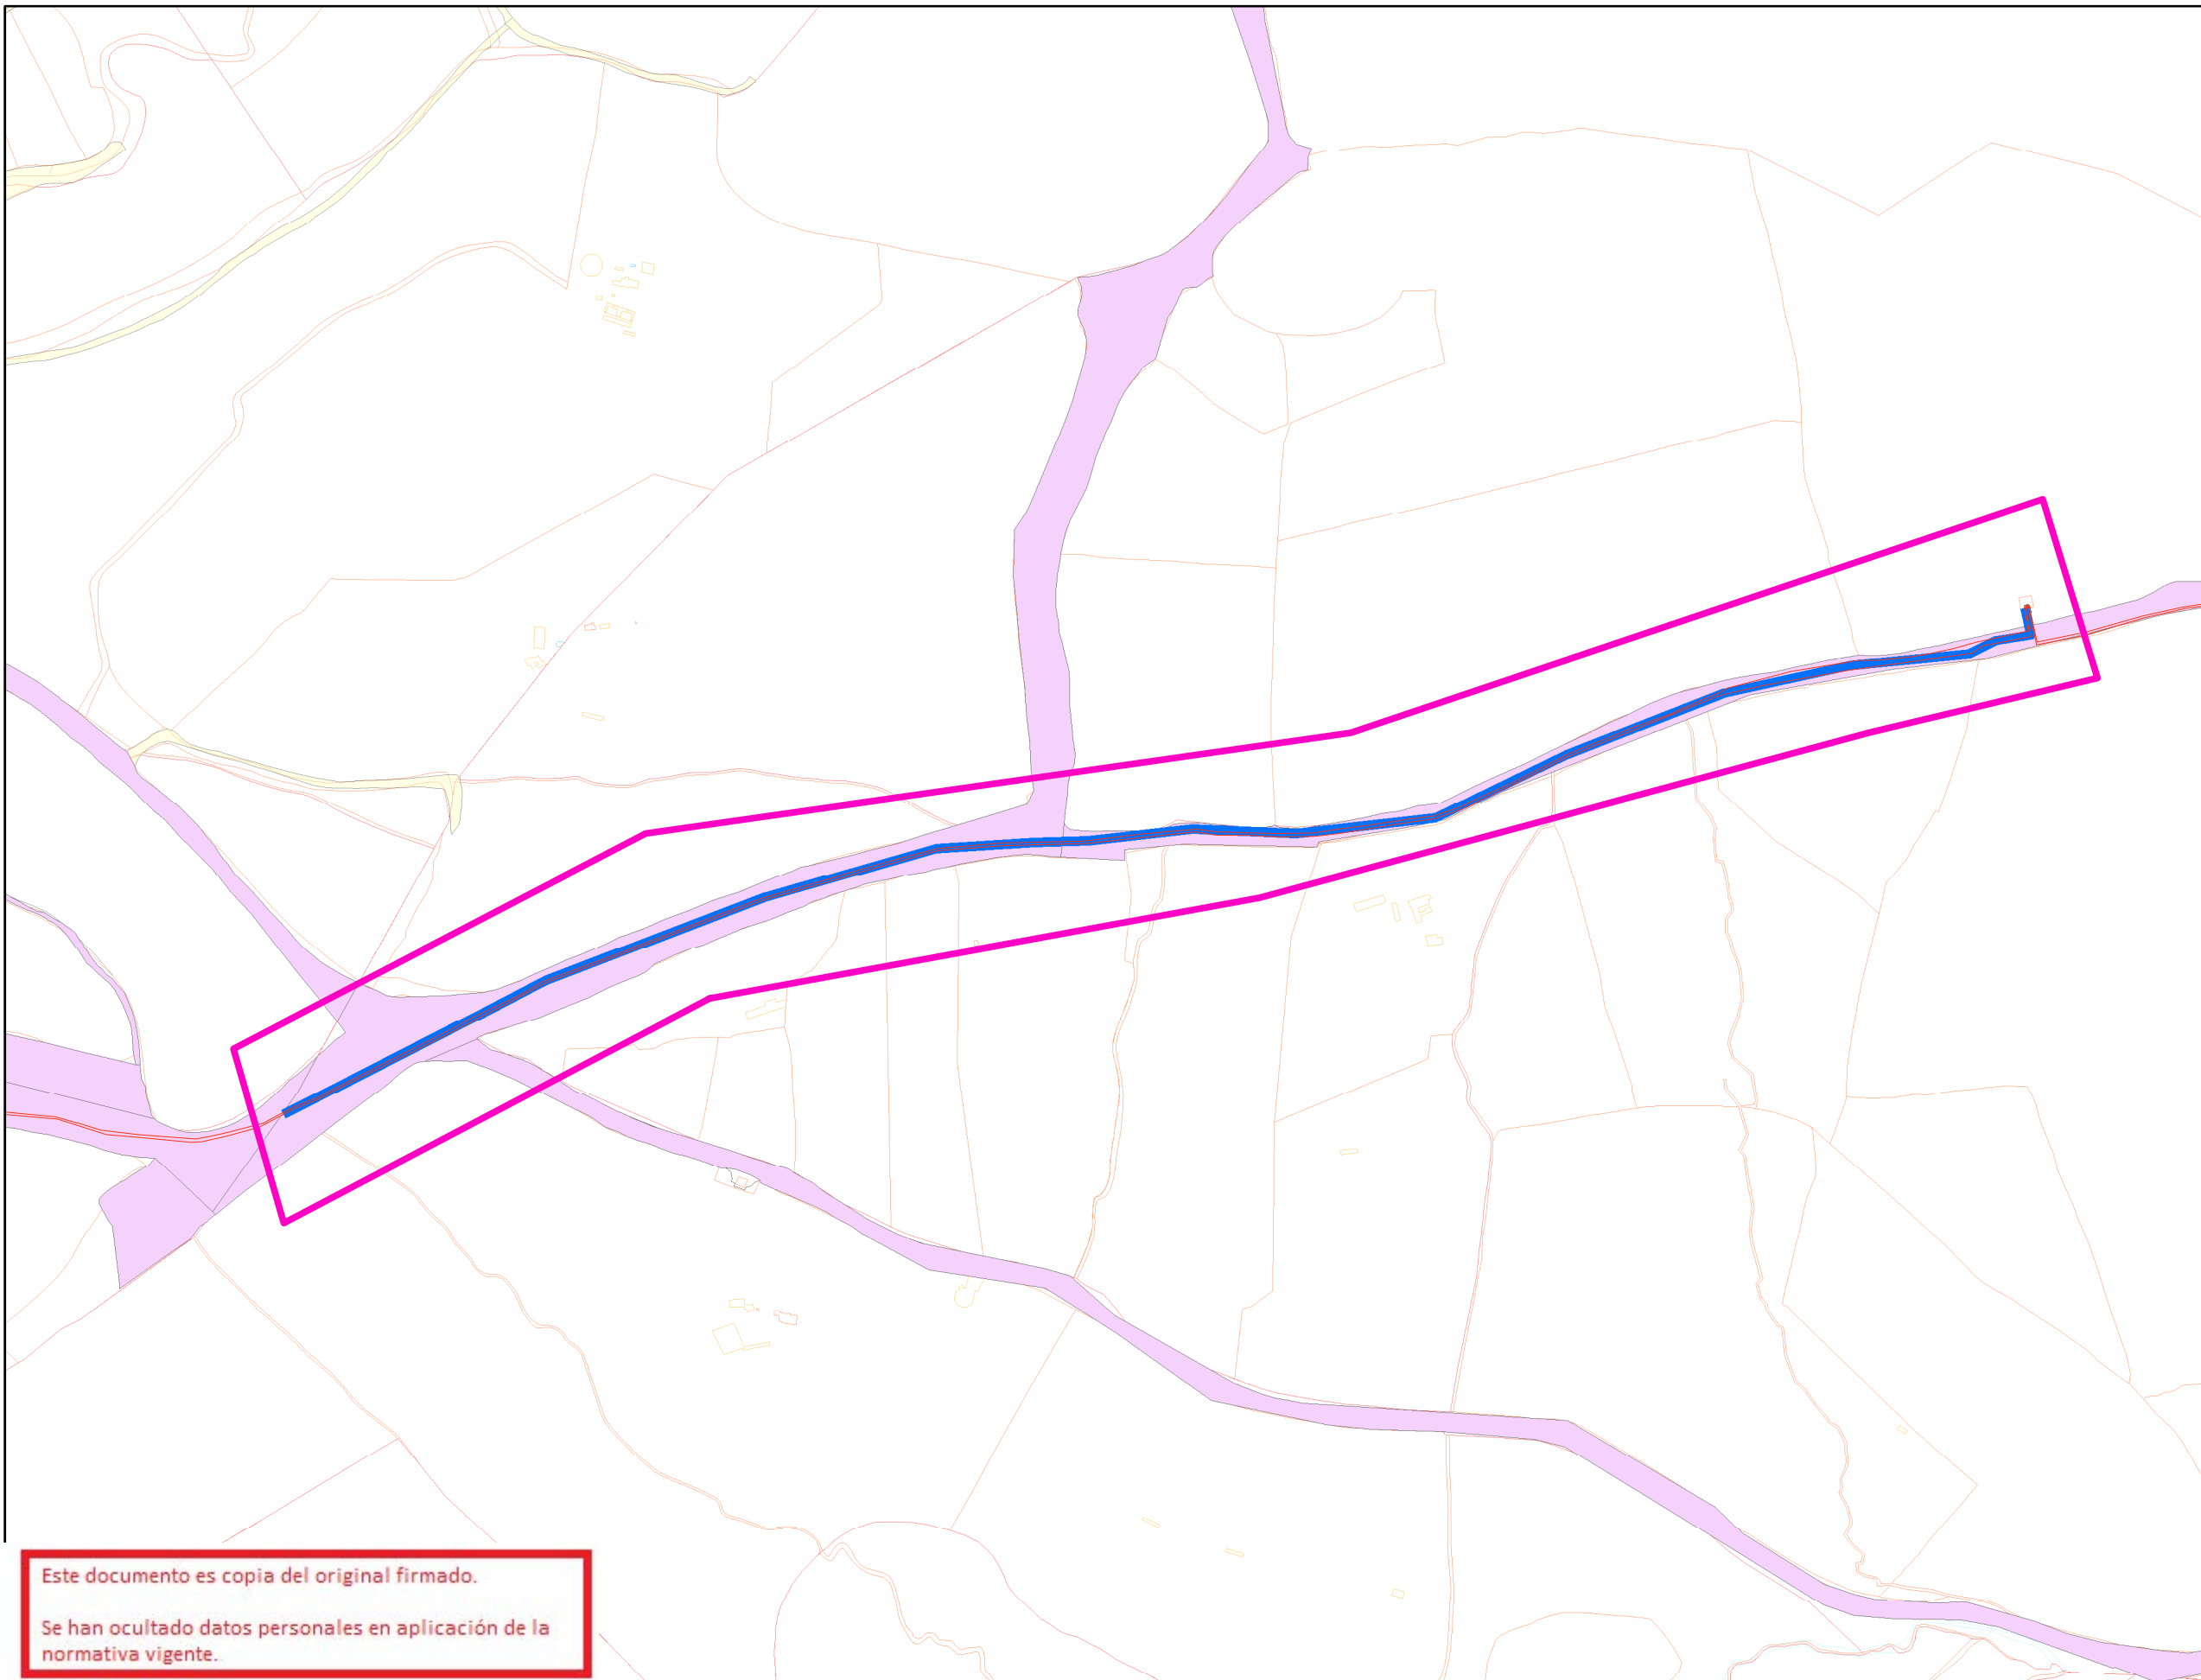 Este documento es copia del original firmado.
Se han ocultado datos personales en aplicación de la
normativa vigente.